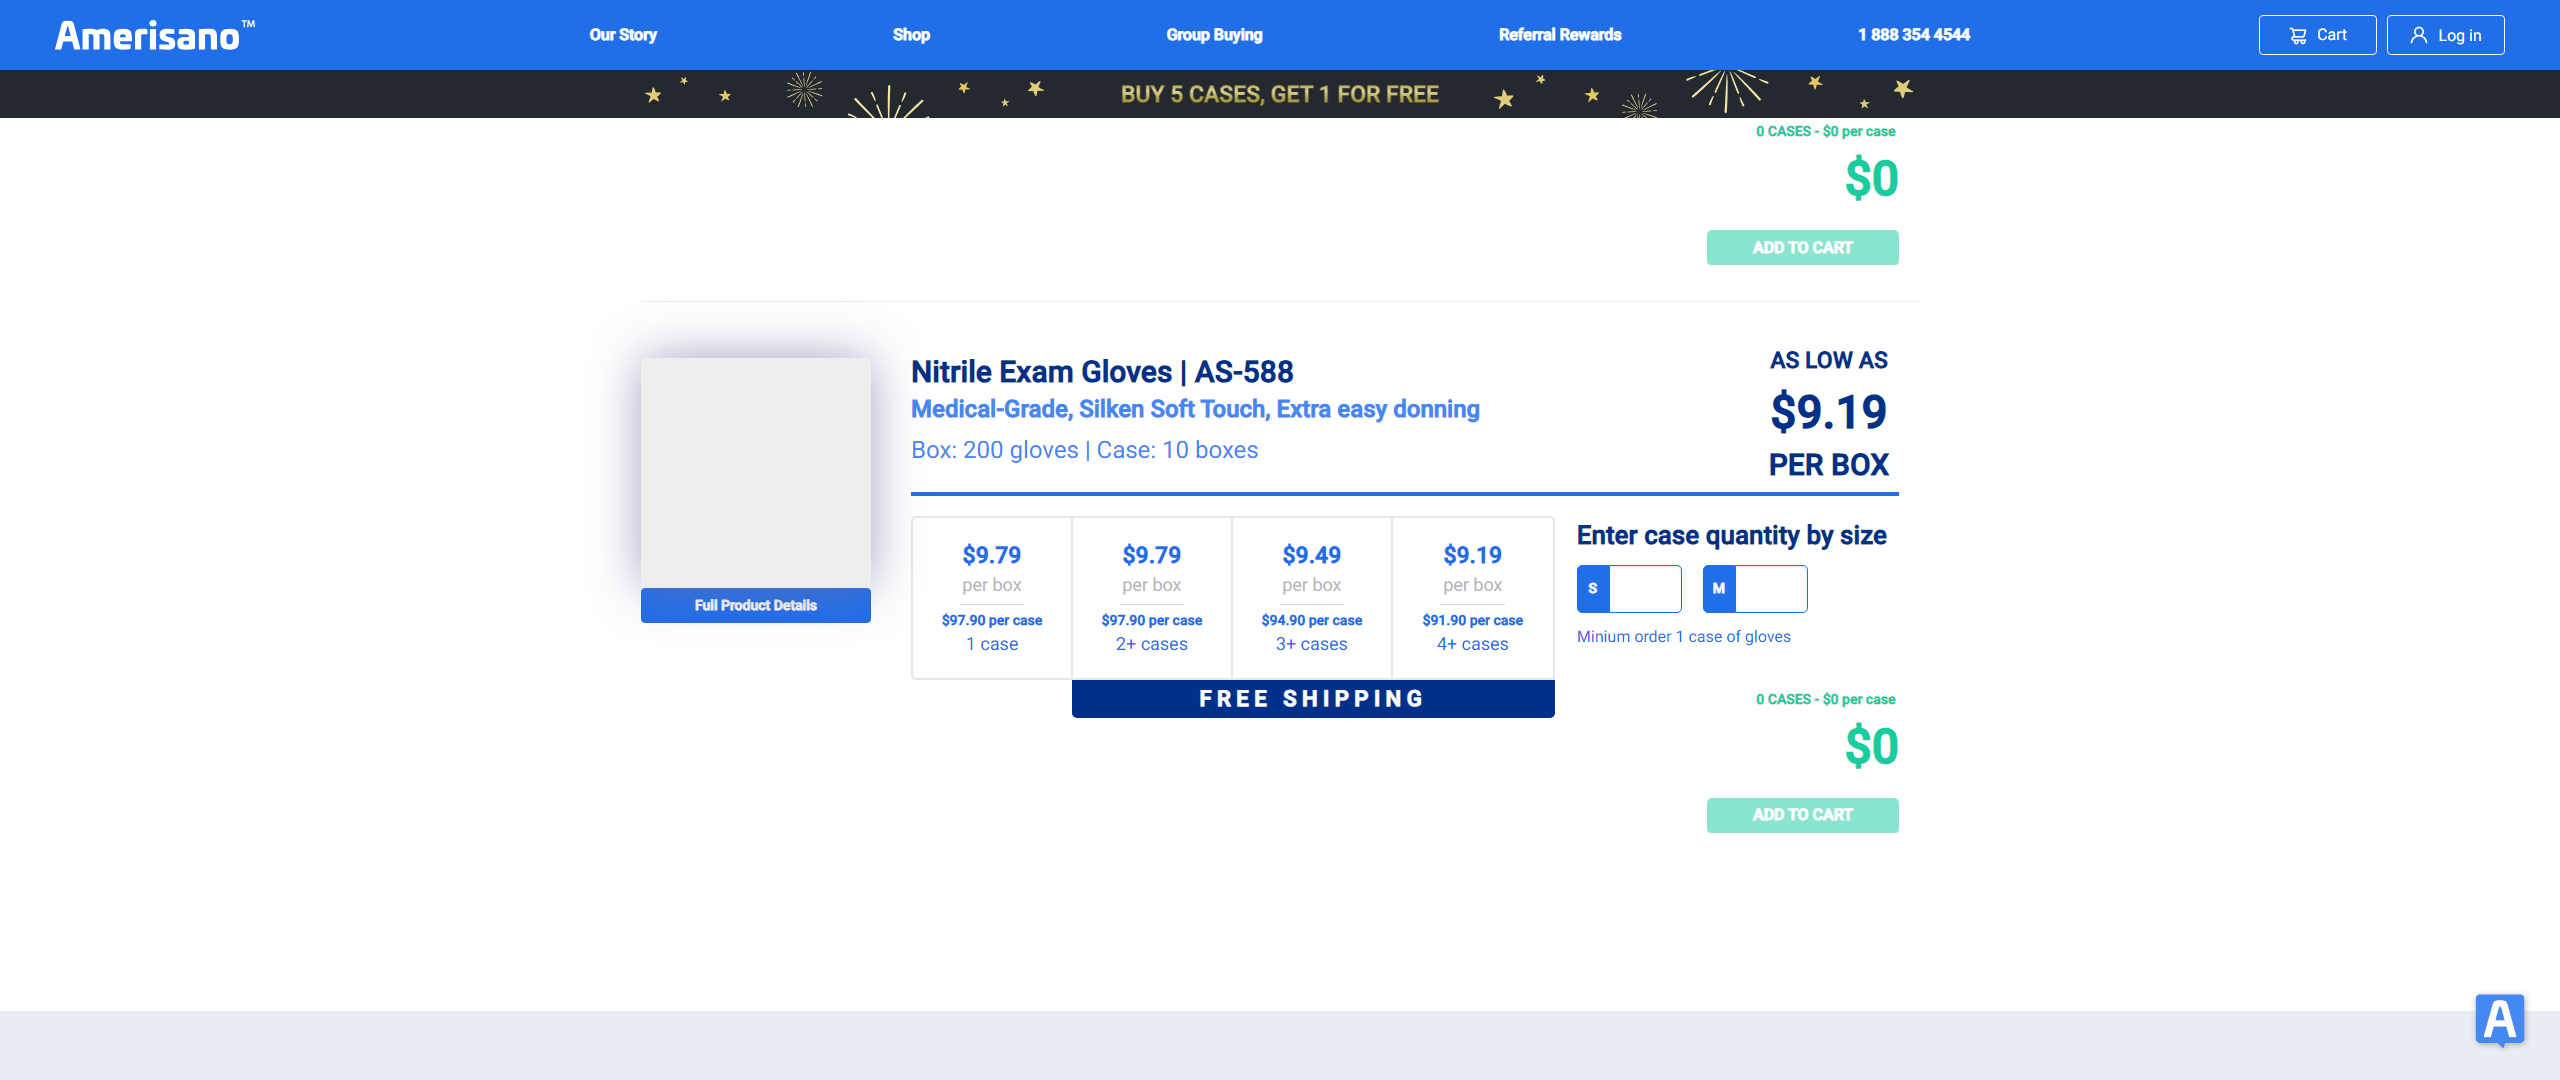 Amerisano™
Our Story
Shop
Group Buying
Referral Rewards
1 888 354 4544
Cart
Log in
BUY 5 CASES, GET 1 FOR FREE
0 CASES - $0 per case
$0
ADD TO CART
Nitrile Exam Gloves | AS-588
Medical-Grade, Silken Soft Touch, Extra easy donning
Box: 200 gloves | Case: 10 boxes
AS LOW AS
$9.19
PER BOX
Full Product Details
$9.79
per box
$97.90 per case
1 case
$9.79
per box
$97.90 per case
2+ cases
$9.49
per box
$94.90 per case
3+ cases
$9.19
per box
$91.90 per case
4+ cases
FREE SHIPPING
Enter case quantity by size
S
M
Minium order 1 case of gloves
0 CASES - $0 per case
$0
ADD TO CART
A